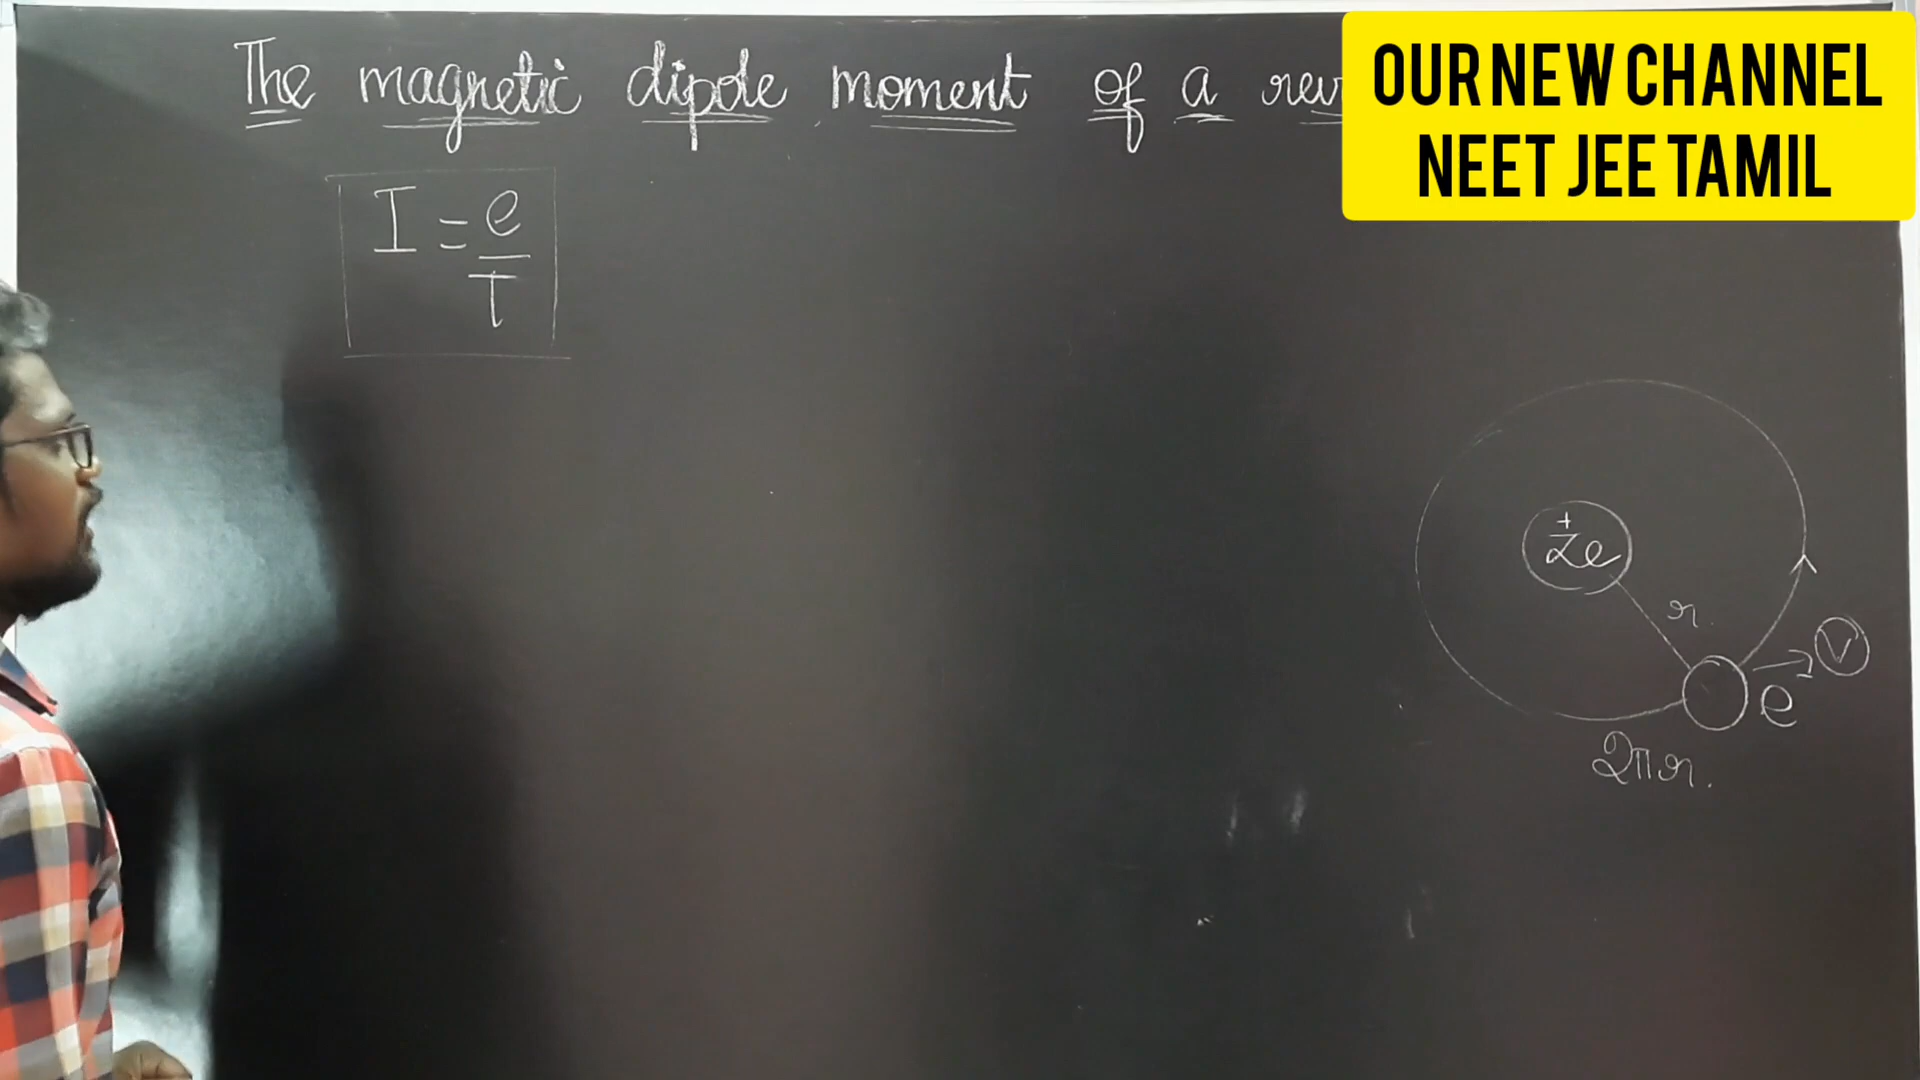 The magnetic dipole moment of a rev
OUR NEW CHANNEL
NEET JEE TAMIL
I = e
T
+
Ze
r.
V
e
2πr.